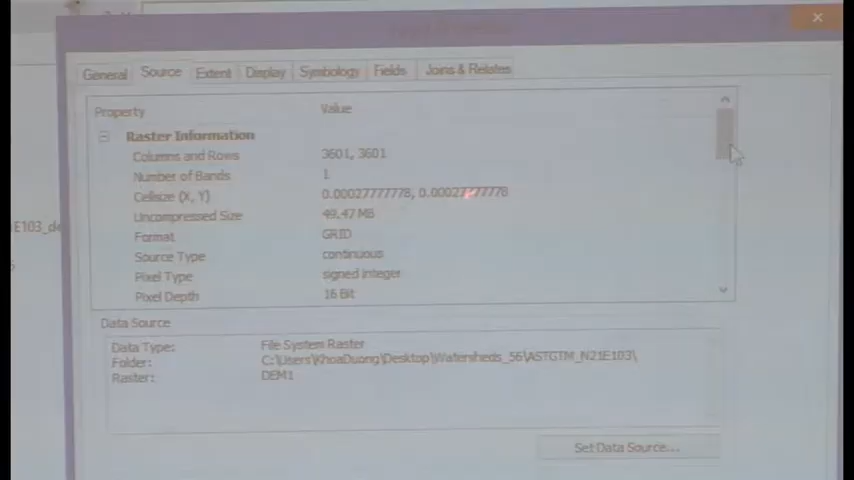 General Source Extent Display Symbology Fields Joins & Relates
Property Value
Raster Information
Columns and Rows 3601, 3601
Number of Bands 1
Cellsize (X, Y) 0.00027777778, 0.00027777778
Uncompressed Size 49.47 MB
Format GRID
Source Type continuous
Pixel Type signed integer
Pixel Depth 16 Bit
Data Source
Data Type: File System Raster
Folder: C:\Users\KhoaDuong\Desktop\Watersheds_56\ASTGTM_N21E103\
Raster: DEM1
Set Data Source...